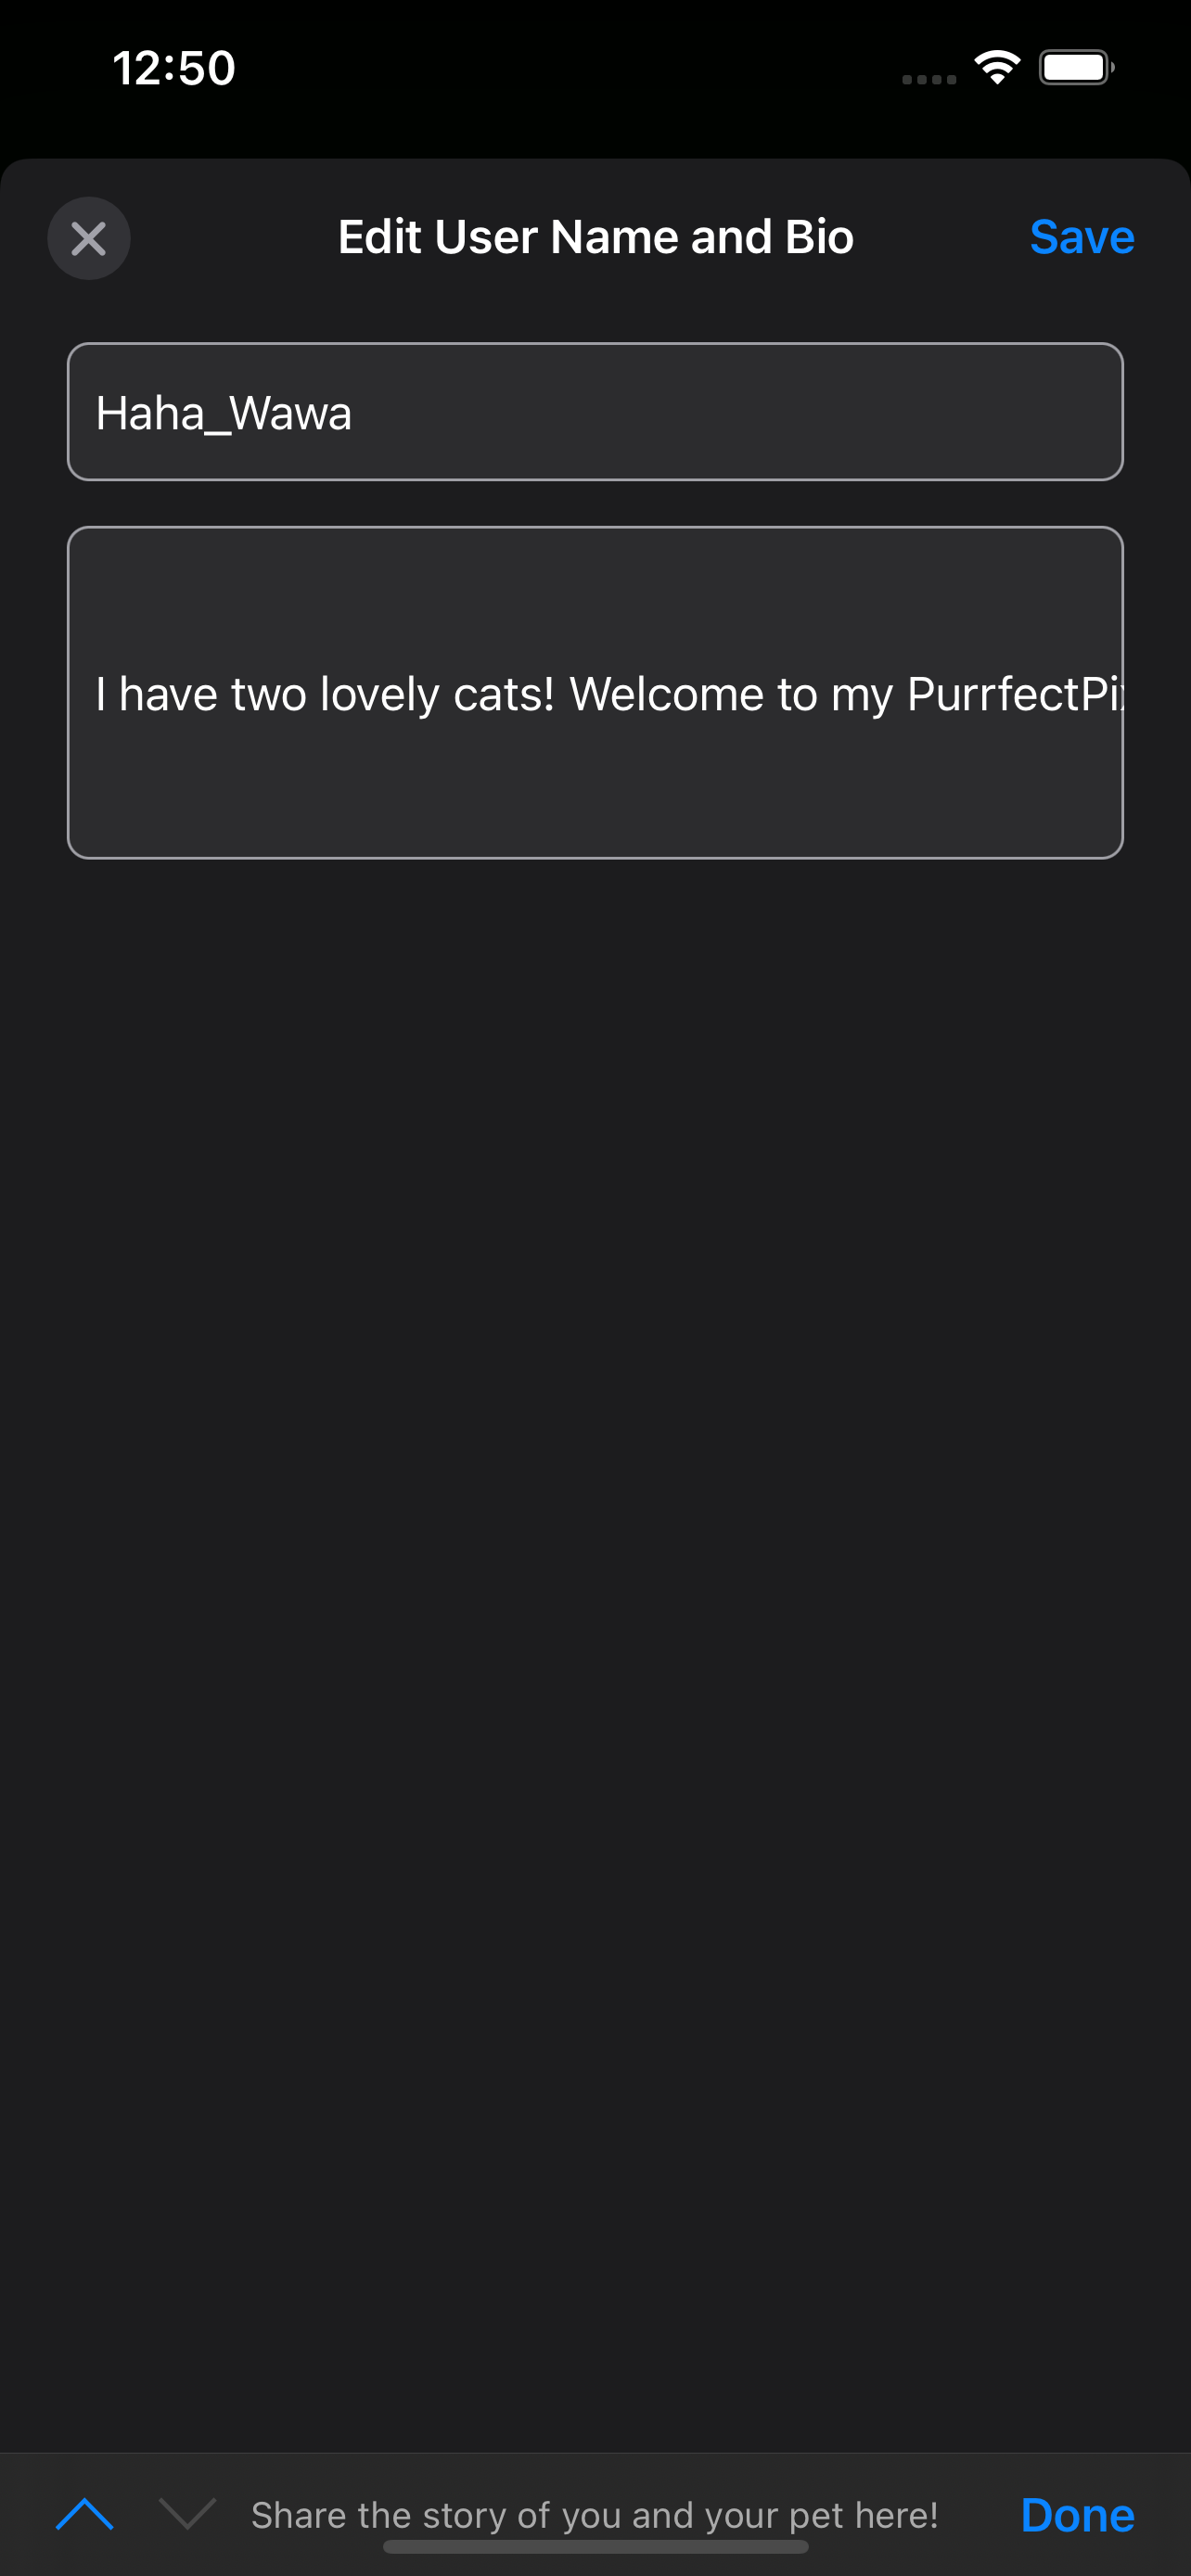 12:50
Edit User Name and Bio
Save
Haha_Wawa
I have two lovely cats! Welcome to my PurrfectPi
Share the story of you and your pet here!
Done